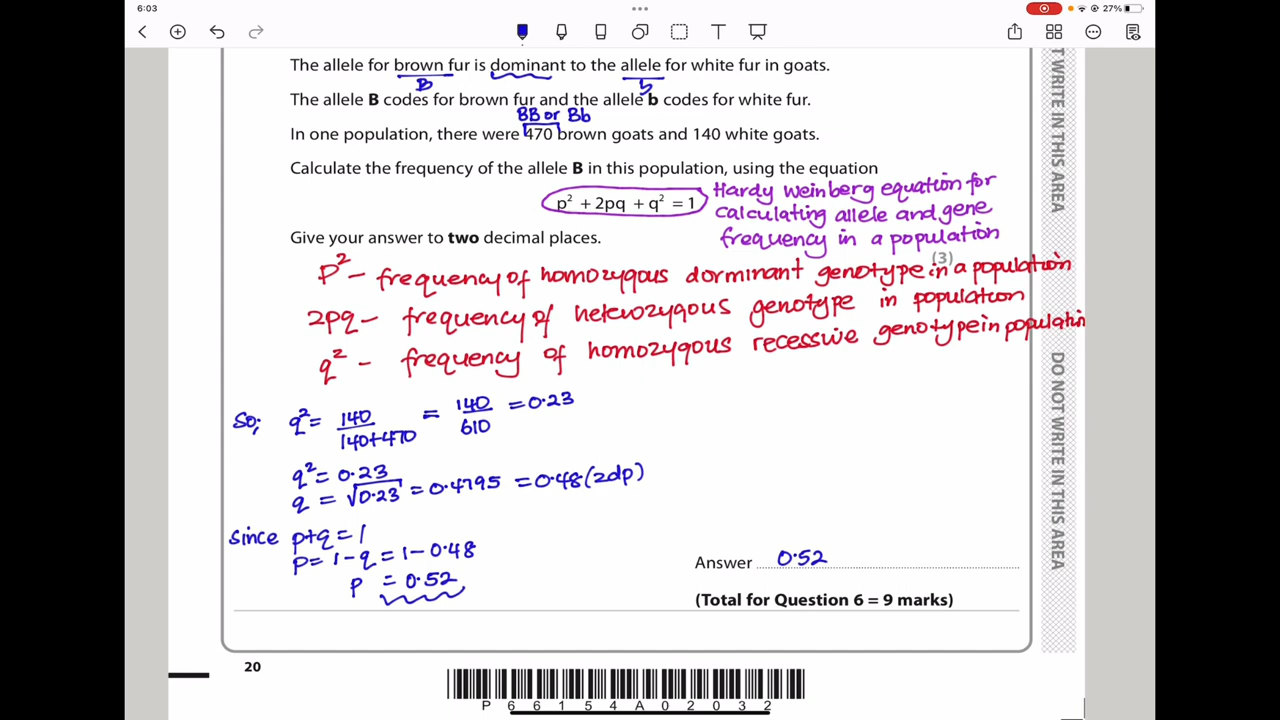 6:03
27%
T
The allele for brown fur is dominant to the allele for white fur in goats.
B b
The allele B codes for brown fur and the allele b codes for white fur.
BB or Bb
In one population, there were 470 brown goats and 140 white goats.
Calculate the frequency of the allele B in this population, using the equation
p² + 2pq + q² = 1
Hardy Weinberg equation for
calculating allele and gene
frequency in a population
Give your answer to two decimal places.
(3)
p² – frequency of homozygous dorminant genotype in a population
2pq – frequency of heterozygous genotype in population
q² – frequency of homozygous recessive genotype in population
So; q² = 140/140+470 = 140/610 = 0.23
q² = 0.23
q = √0.23 = 0.4795 = 0.48 (2dp)
since p+q = 1
p = 1 – q = 1 – 0.48
p = 0.52
Answer 0.52
(Total for Question 6 = 9 marks)
20
P 6 6 1 5 4 A 0 2 0 3 2
T WRITE IN THIS AREA
DO NOT WRITE IN THIS AREA